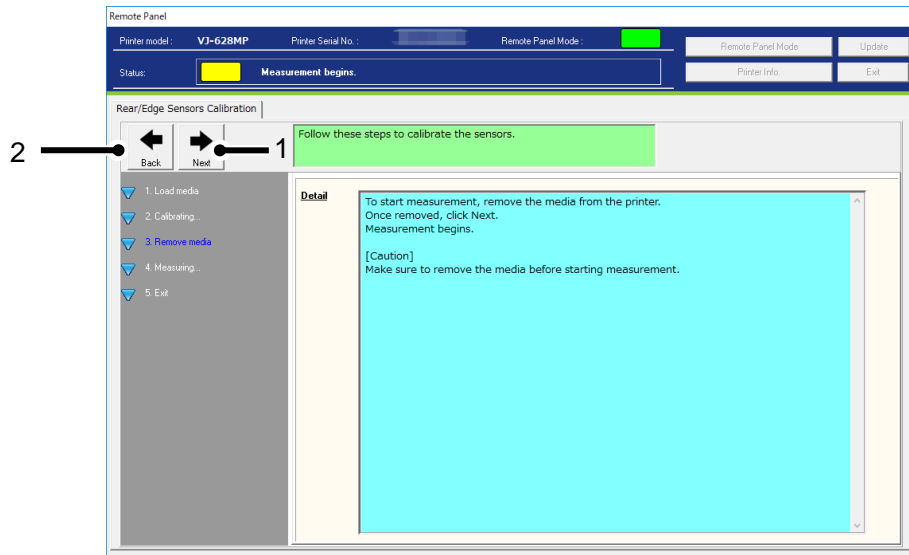 Remote Panel
Printer model : VJ-628MP Printer Serial No. : Remote Panel Mode :
Remote Panel Mode Update
Status: Measurement begins.
Printer Info. Exit
Rear/Edge Sensors Calibration
Follow these steps to calibrate the sensors.
2 1
Back Next
1. Load media
2. Calibrating...
3. Remove media
4. Measuring...
5. Exit
Detail
To start measurement, remove the media from the printer.
Once removed, click Next.
Measurement begins.
[Caution]
Make sure to remove the media before starting measurement.